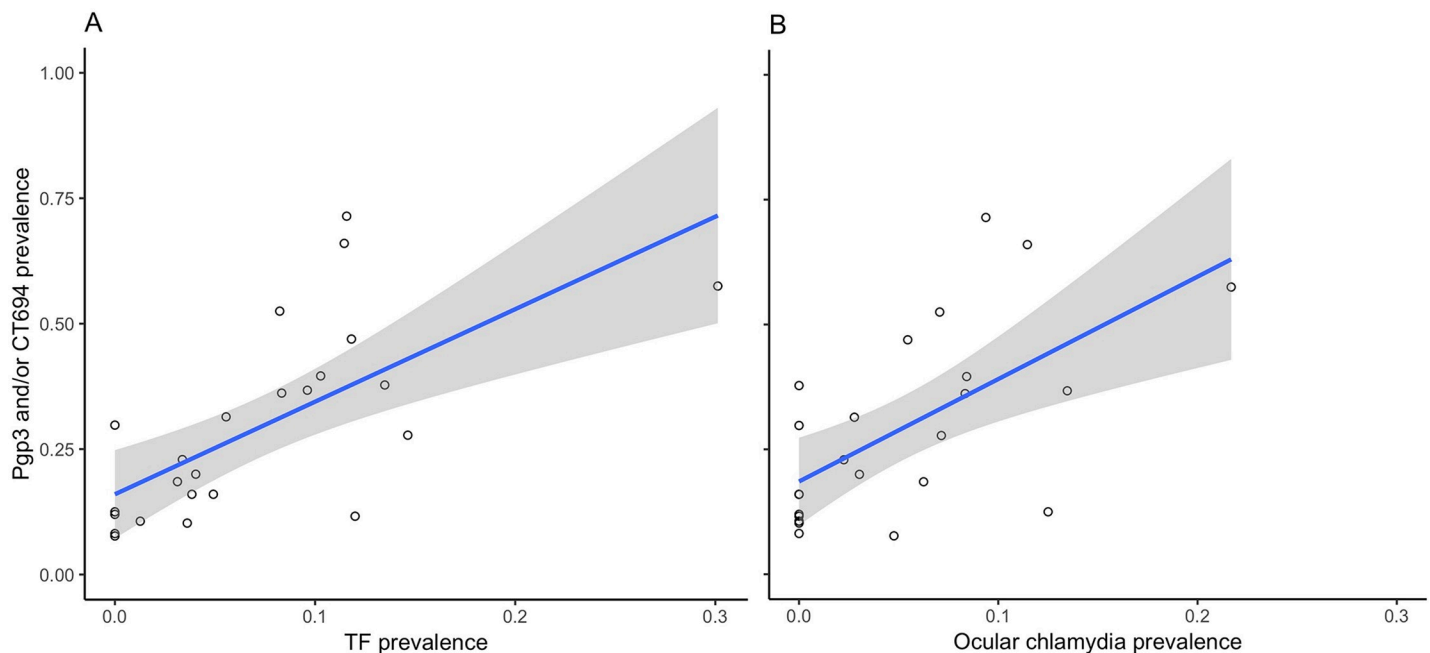 A
B
Pgp3 and/or CT694 prevalence
1.00
0.75
0.50
0.25
0.00
0.0 0.1 0.2 0.3
TF prevalence
0.0 0.1 0.2 0.3
Ocular chlamydia prevalence